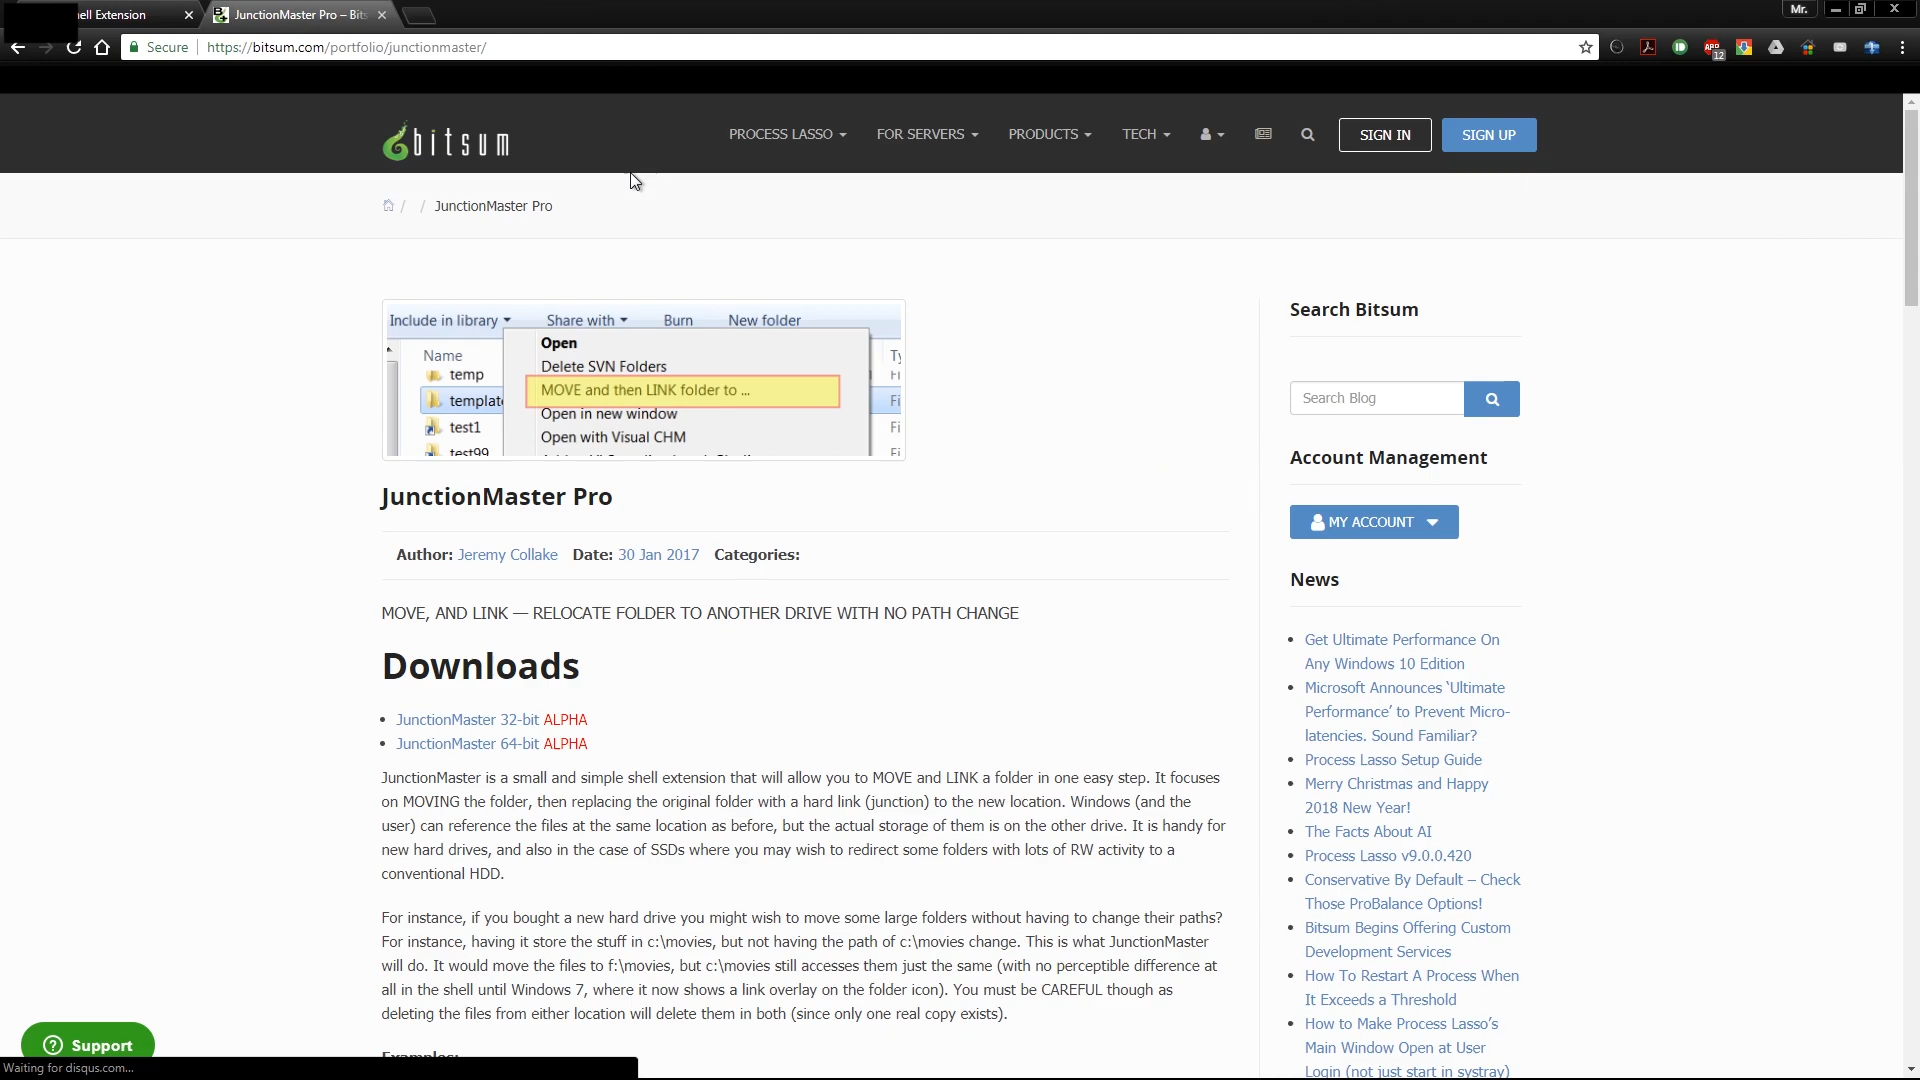 ell Extension
JunctionMaster Pro – Bits
Mr.
Secure
https://bitsum.com/portfolio/junctionmaster/
ABP
12
bitsum
PROCESS LASSO
FOR SERVERS
PRODUCTS
TECH
SIGN IN
SIGN UP
/ / JunctionMaster Pro
Include in library
Share with
Burn
New folder
Name
temp
template
test1
test99
Open
Delete SVN Folders
MOVE and then LINK folder to ...
Open in new window
Open with Visual CHM
Ty
Fi
Fi
Fi
Fi
JunctionMaster Pro
Author: Jeremy Collake Date: 30 Jan 2017 Categories:
MOVE, AND LINK — RELOCATE FOLDER TO ANOTHER DRIVE WITH NO PATH CHANGE
Downloads
• JunctionMaster 32-bit ALPHA
• JunctionMaster 64-bit ALPHA
JunctionMaster is a small and simple shell extension that will allow you to MOVE and LINK a folder in one easy step. It focuses
on MOVING the folder, then replacing the original folder with a hard link (junction) to the new location. Windows (and the
user) can reference the files at the same location as before, but the actual storage of them is on the other drive. It is handy for
new hard drives, and also in the case of SSDs where you may wish to redirect some folders with lots of RW activity to a
conventional HDD.
For instance, if you bought a new hard drive you might wish to move some large folders without having to change their paths?
For instance, having it store the stuff in c:\movies, but not having the path of c:\movies change. This is what JunctionMaster
will do. It would move the files to f:\movies, but c:\movies still accesses them just the same (with no perceptible difference at
all in the shell until Windows 7, where it now shows a link overlay on the folder icon). You must be CAREFUL though as
deleting the files from either location will delete them in both (since only one real copy exists).
Examples:
Search Bitsum
Search Blog
Account Management
MY ACCOUNT
News
• Get Ultimate Performance On
Any Windows 10 Edition
• Microsoft Announces ‘Ultimate
Performance’ to Prevent Micro-
latencies. Sound Familiar?
• Process Lasso Setup Guide
• Merry Christmas and Happy
2018 New Year!
• The Facts About AI
• Process Lasso v9.0.0.420
• Conservative By Default – Check
Those ProBalance Options!
• Bitsum Begins Offering Custom
Development Services
• How To Restart A Process When
It Exceeds a Threshold
• How to Make Process Lasso’s
Main Window Open at User
Login (not just start in systray)
Support
Waiting for disqus.com...